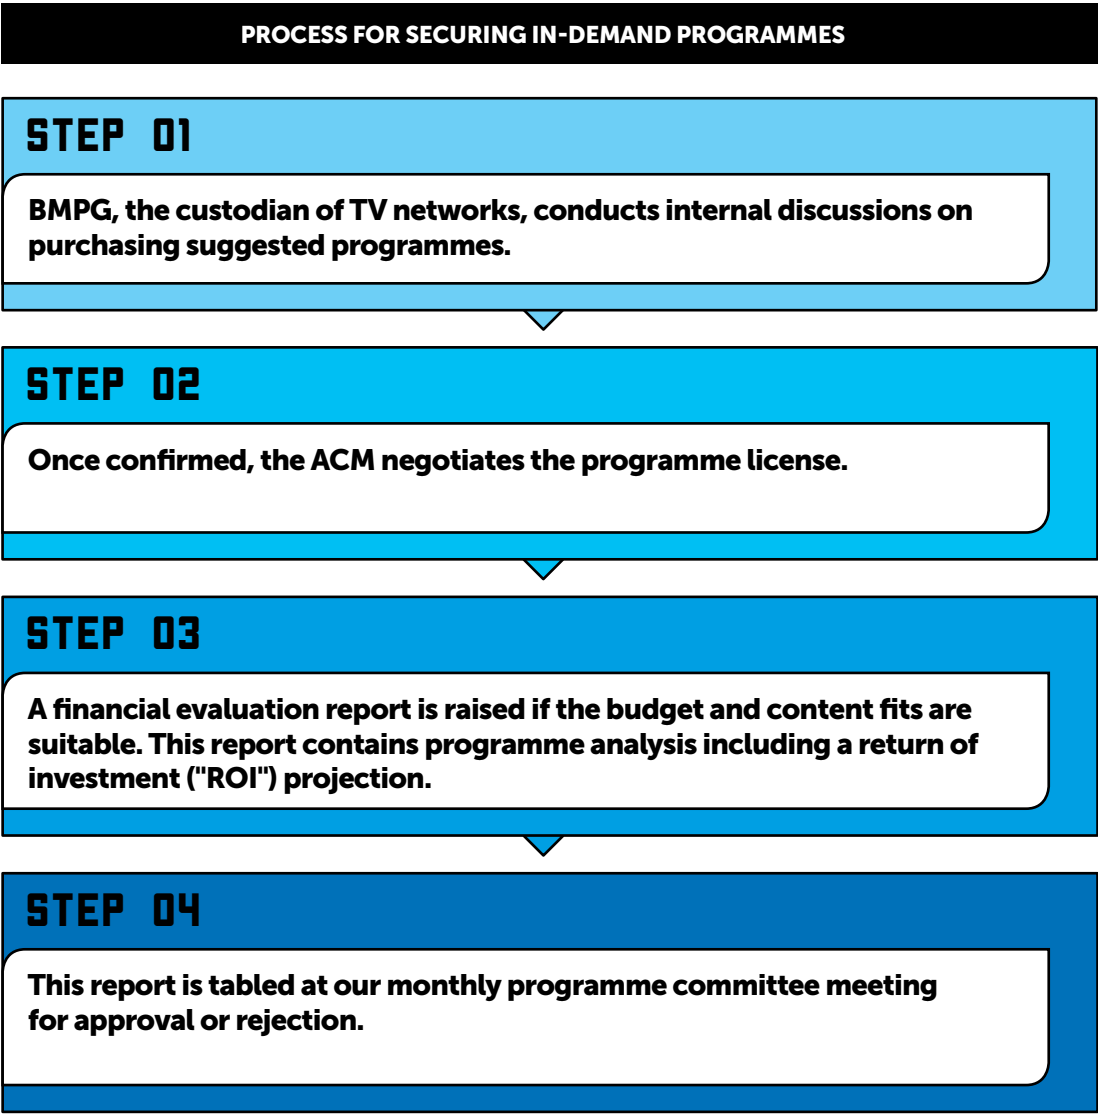 PROCESS FOR SECURING IN-DEMAND PROGRAMMES
STEP 01
BMPG, the custodian of TV networks, conducts internal discussions on
purchasing suggested programmes.
STEP 02
Once confirmed, the ACM negotiates the programme license.
STEP 03
A financial evaluation report is raised if the budget and content fits are
suitable. This report contains programme analysis including a return of
investment ("ROI") projection.
STEP 04
This report is tabled at our monthly programme committee meeting
for approval or rejection.